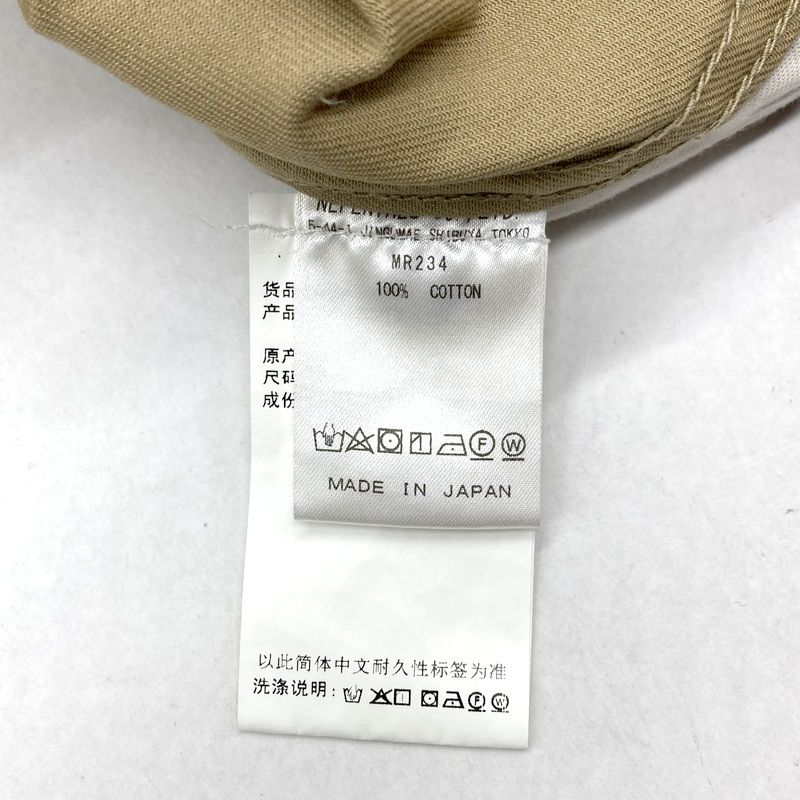 5-44-1 JINGUMAE SHIBUYA TOKYO
MR234
100% COTTON
F W
MADE IN JAPAN
货品
产品
原产
尺码
成份
以此简体中文耐久性标签为准
洗涤说明: F W